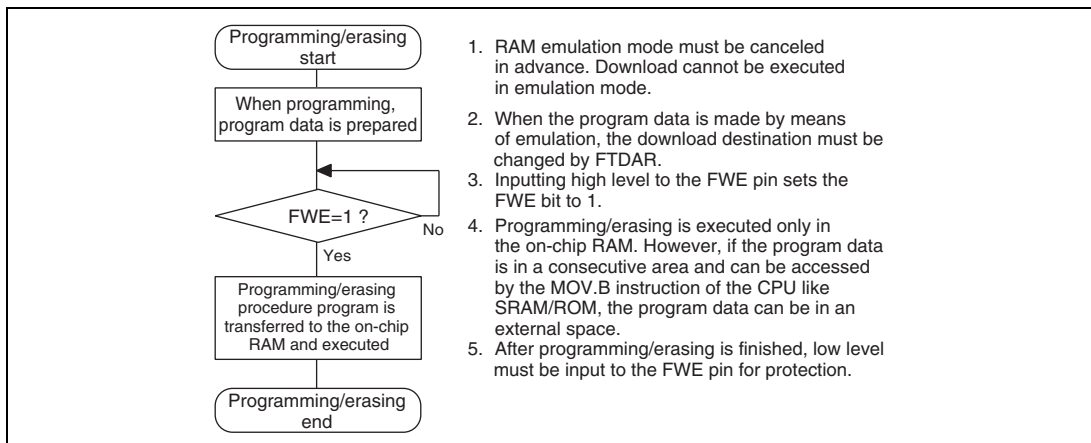 Programming/erasing
start
When programming,
program data is prepared
FWE=1 ?
No
Yes
Programming/erasing
procedure program is
transferred to the on-chip
RAM and executed
Programming/erasing
end
1. RAM emulation mode must be canceled
in advance. Download cannot be executed
in emulation mode.
2. When the program data is made by means
of emulation, the download destination must be
changed by FTDAR.
3. Inputting high level to the FWE pin sets the
FWE bit to 1.
4. Programming/erasing is executed only in
the on-chip RAM. However, if the program data
is in a consecutive area and can be accessed
by the MOV.B instruction of the CPU like
SRAM/ROM, the program data can be in an
external space.
5. After programming/erasing is finished, low level
must be input to the FWE pin for protection.